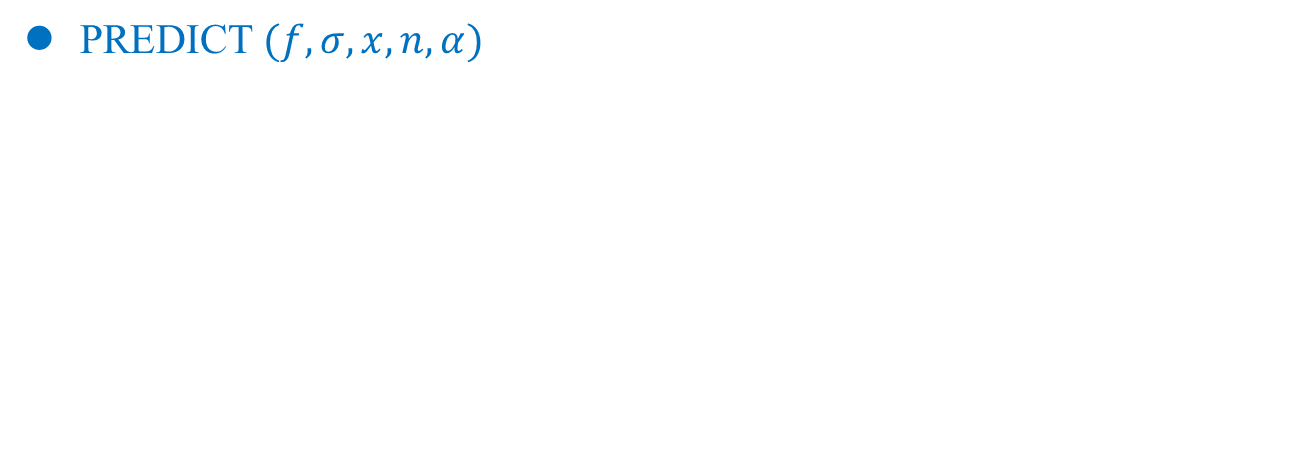 ● PREDICT (𝑓, 𝜎, 𝑥, 𝑛, 𝛼)